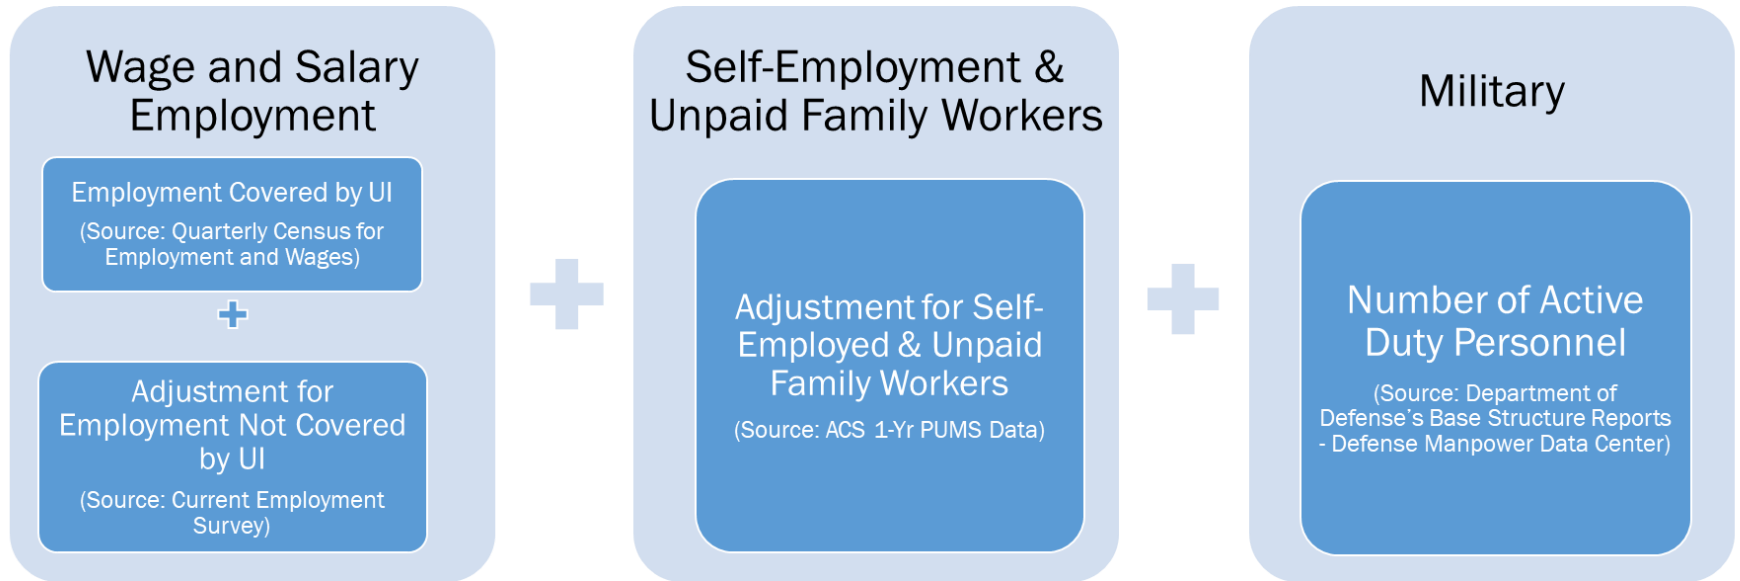 Wage and Salary
Employment
Employment Covered by UI
(Source: Quarterly Census for
Employment and Wages)
Adjustment for
Employment Not Covered
by UI
(Source: Current Employment
Survey)
Self-Employment &
Unpaid Family Workers
Adjustment for Self-
Employed & Unpaid
Family Workers
(Source: ACS 1-Yr PUMS Data)
Military
Number of Active
Duty Personnel
(Source: Department of
Defense's Base Structure Reports
- Defense Manpower Data Center)